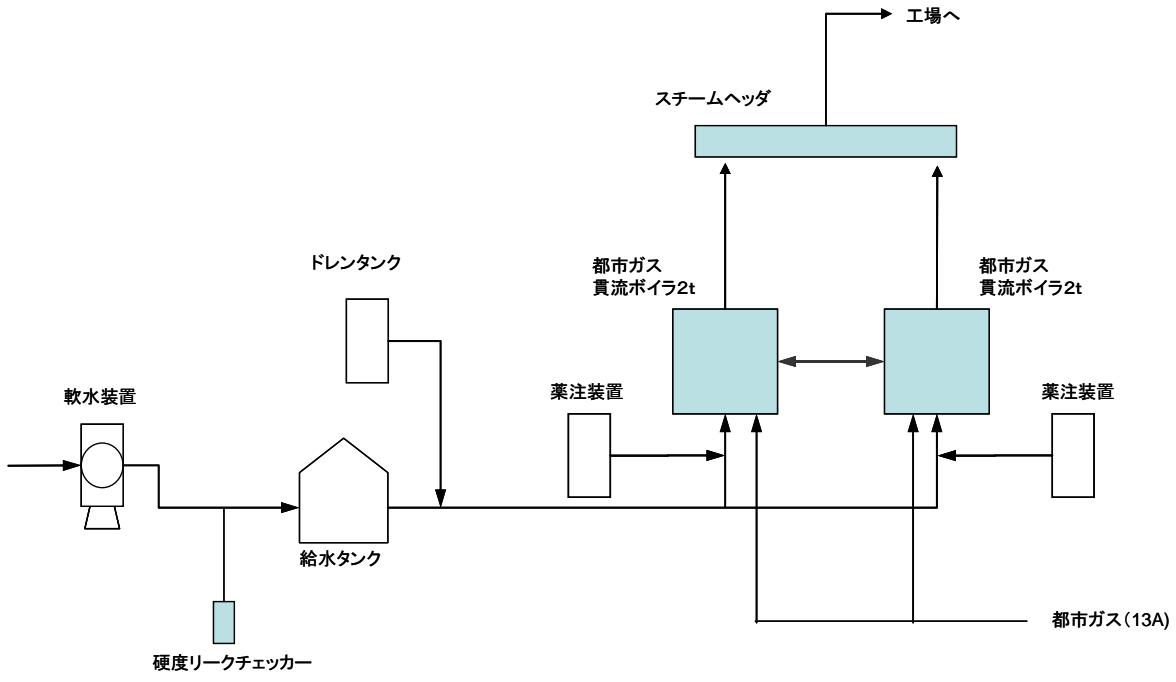 工場へ
スチームヘッダ
ドレンタンク
都市ガス
貫流ボイラ2t
都市ガス
貫流ボイラ2t
軟水装置
薬注装置
薬注装置
給水タンク
都市ガス(13A)
硬度リークチェッカー